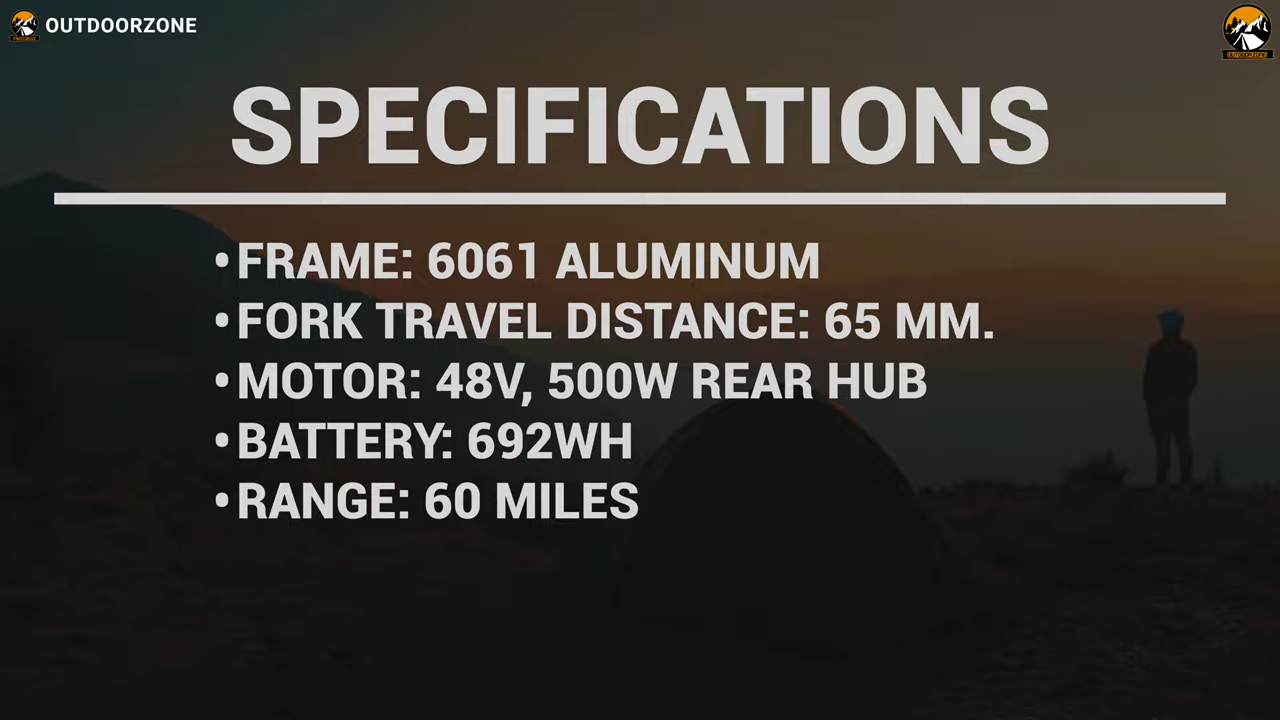 OUTDOORZONE
OUTDOORZONE
SPECIFICATIONS
•FRAME: 6061 ALUMINUM
•FORK TRAVEL DISTANCE: 65 MM.
•MOTOR: 48V, 500W REAR HUB
•BATTERY: 692WH
•RANGE: 60 MILES